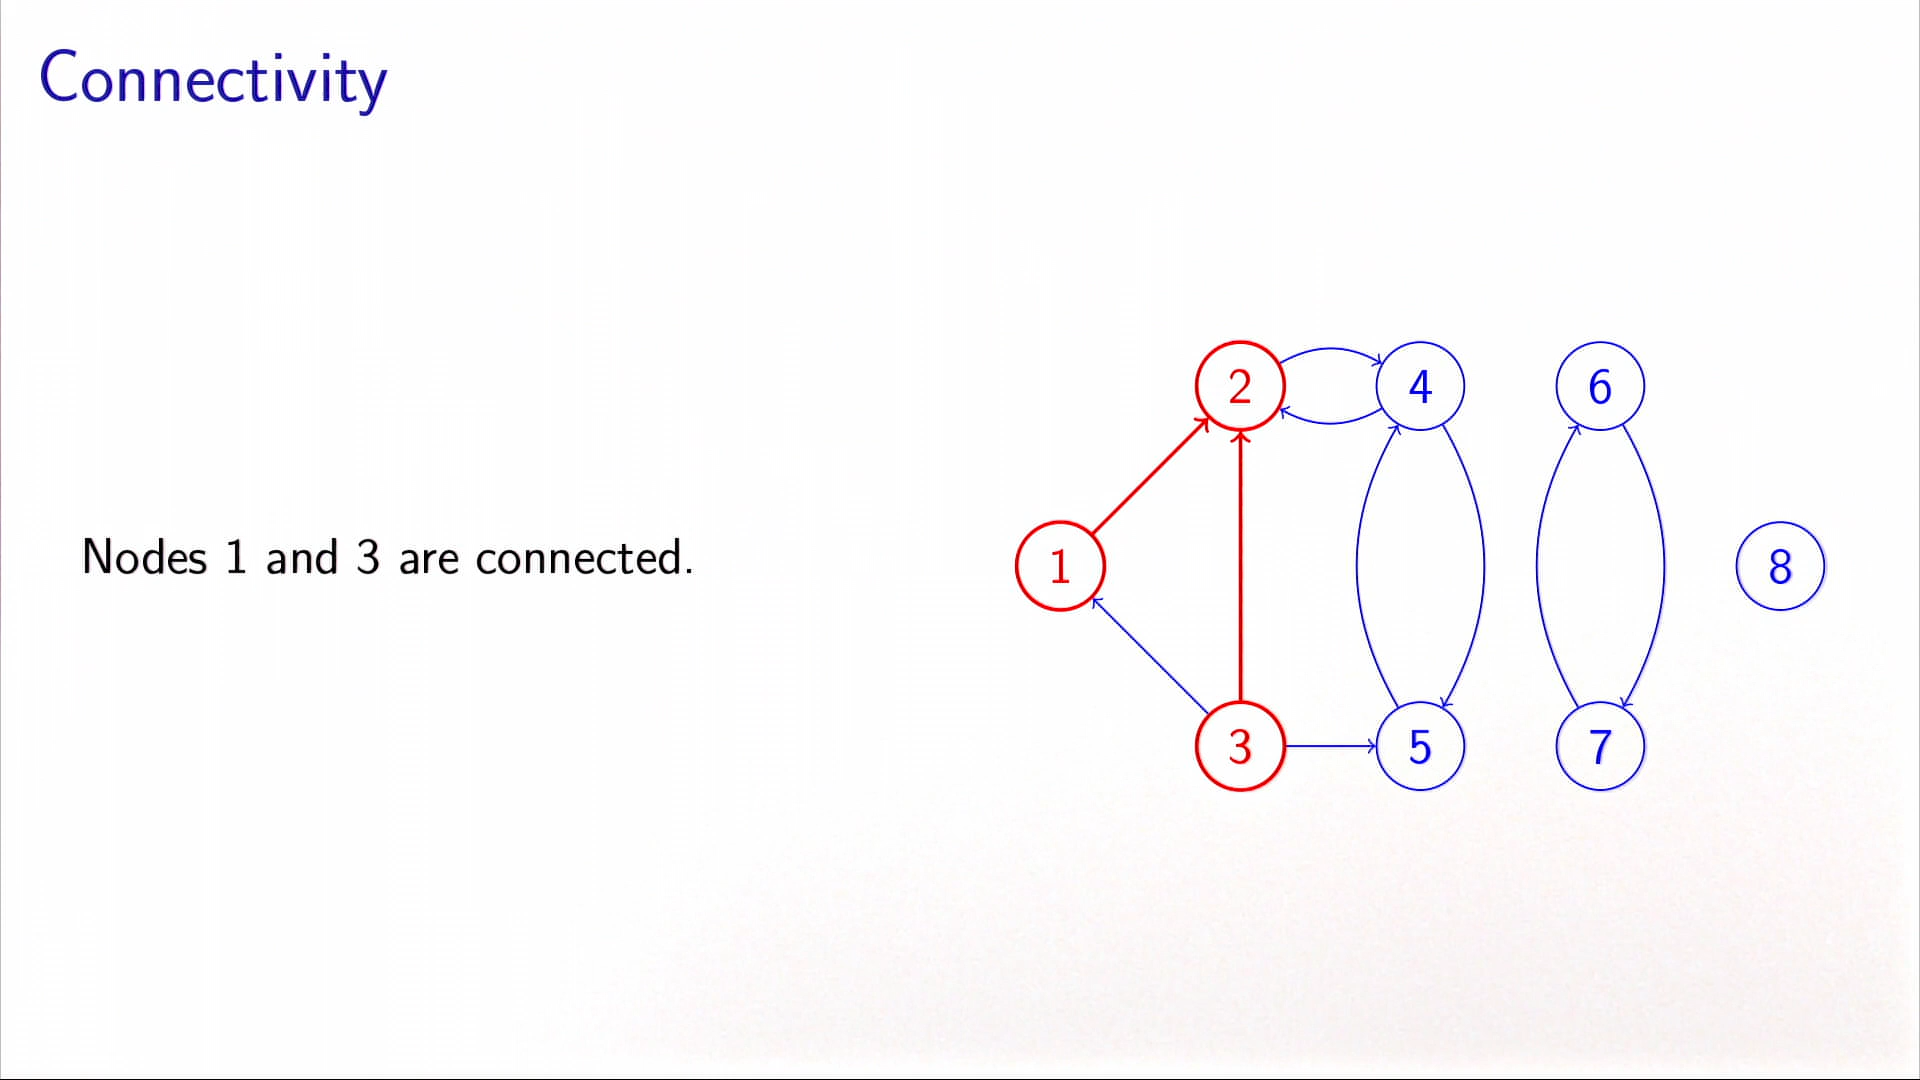 Connectivity
Nodes 1 and 3 are connected.
2 4 6
1 8
3 5 7